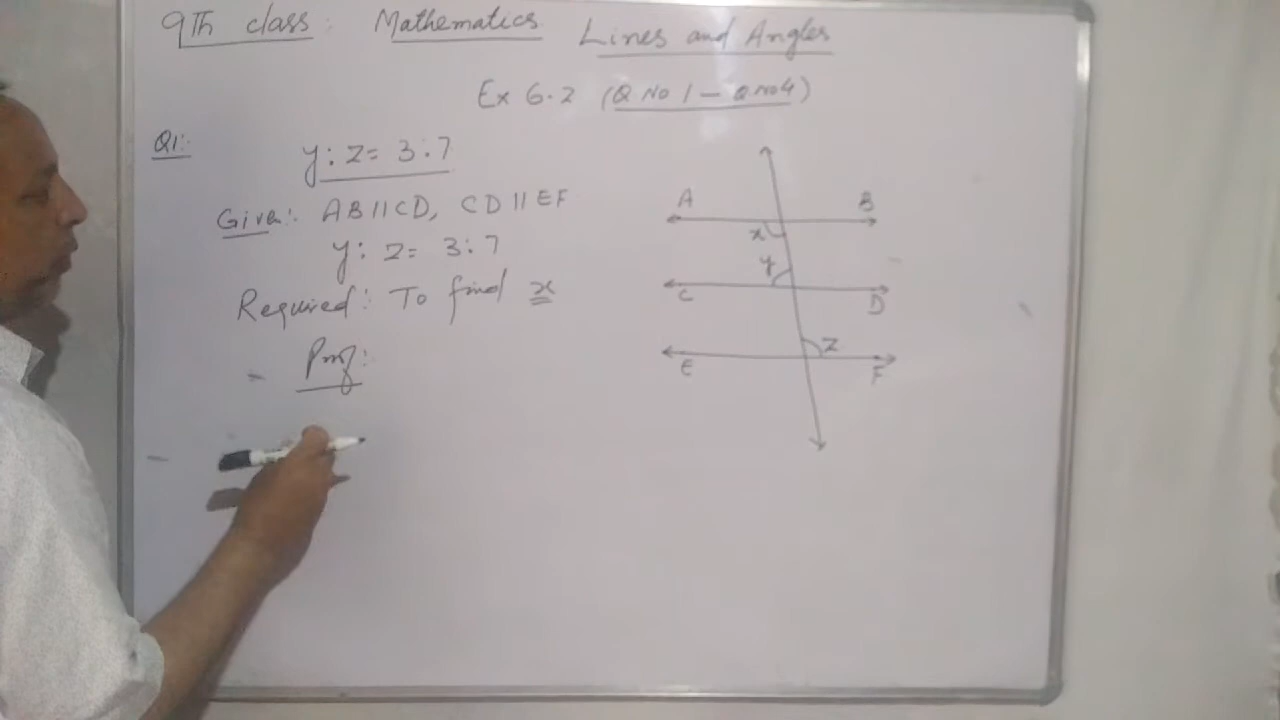 9Th class: Mathematics Lines and Angles
Ex 6.2 (Q No 1 - Q No 4)
Q1:
y: z= 3:7
Given: AB||CD, CD||EF
y: z= 3:7
Required: To find x
Proof:
A B
x
y
C D
z
E F